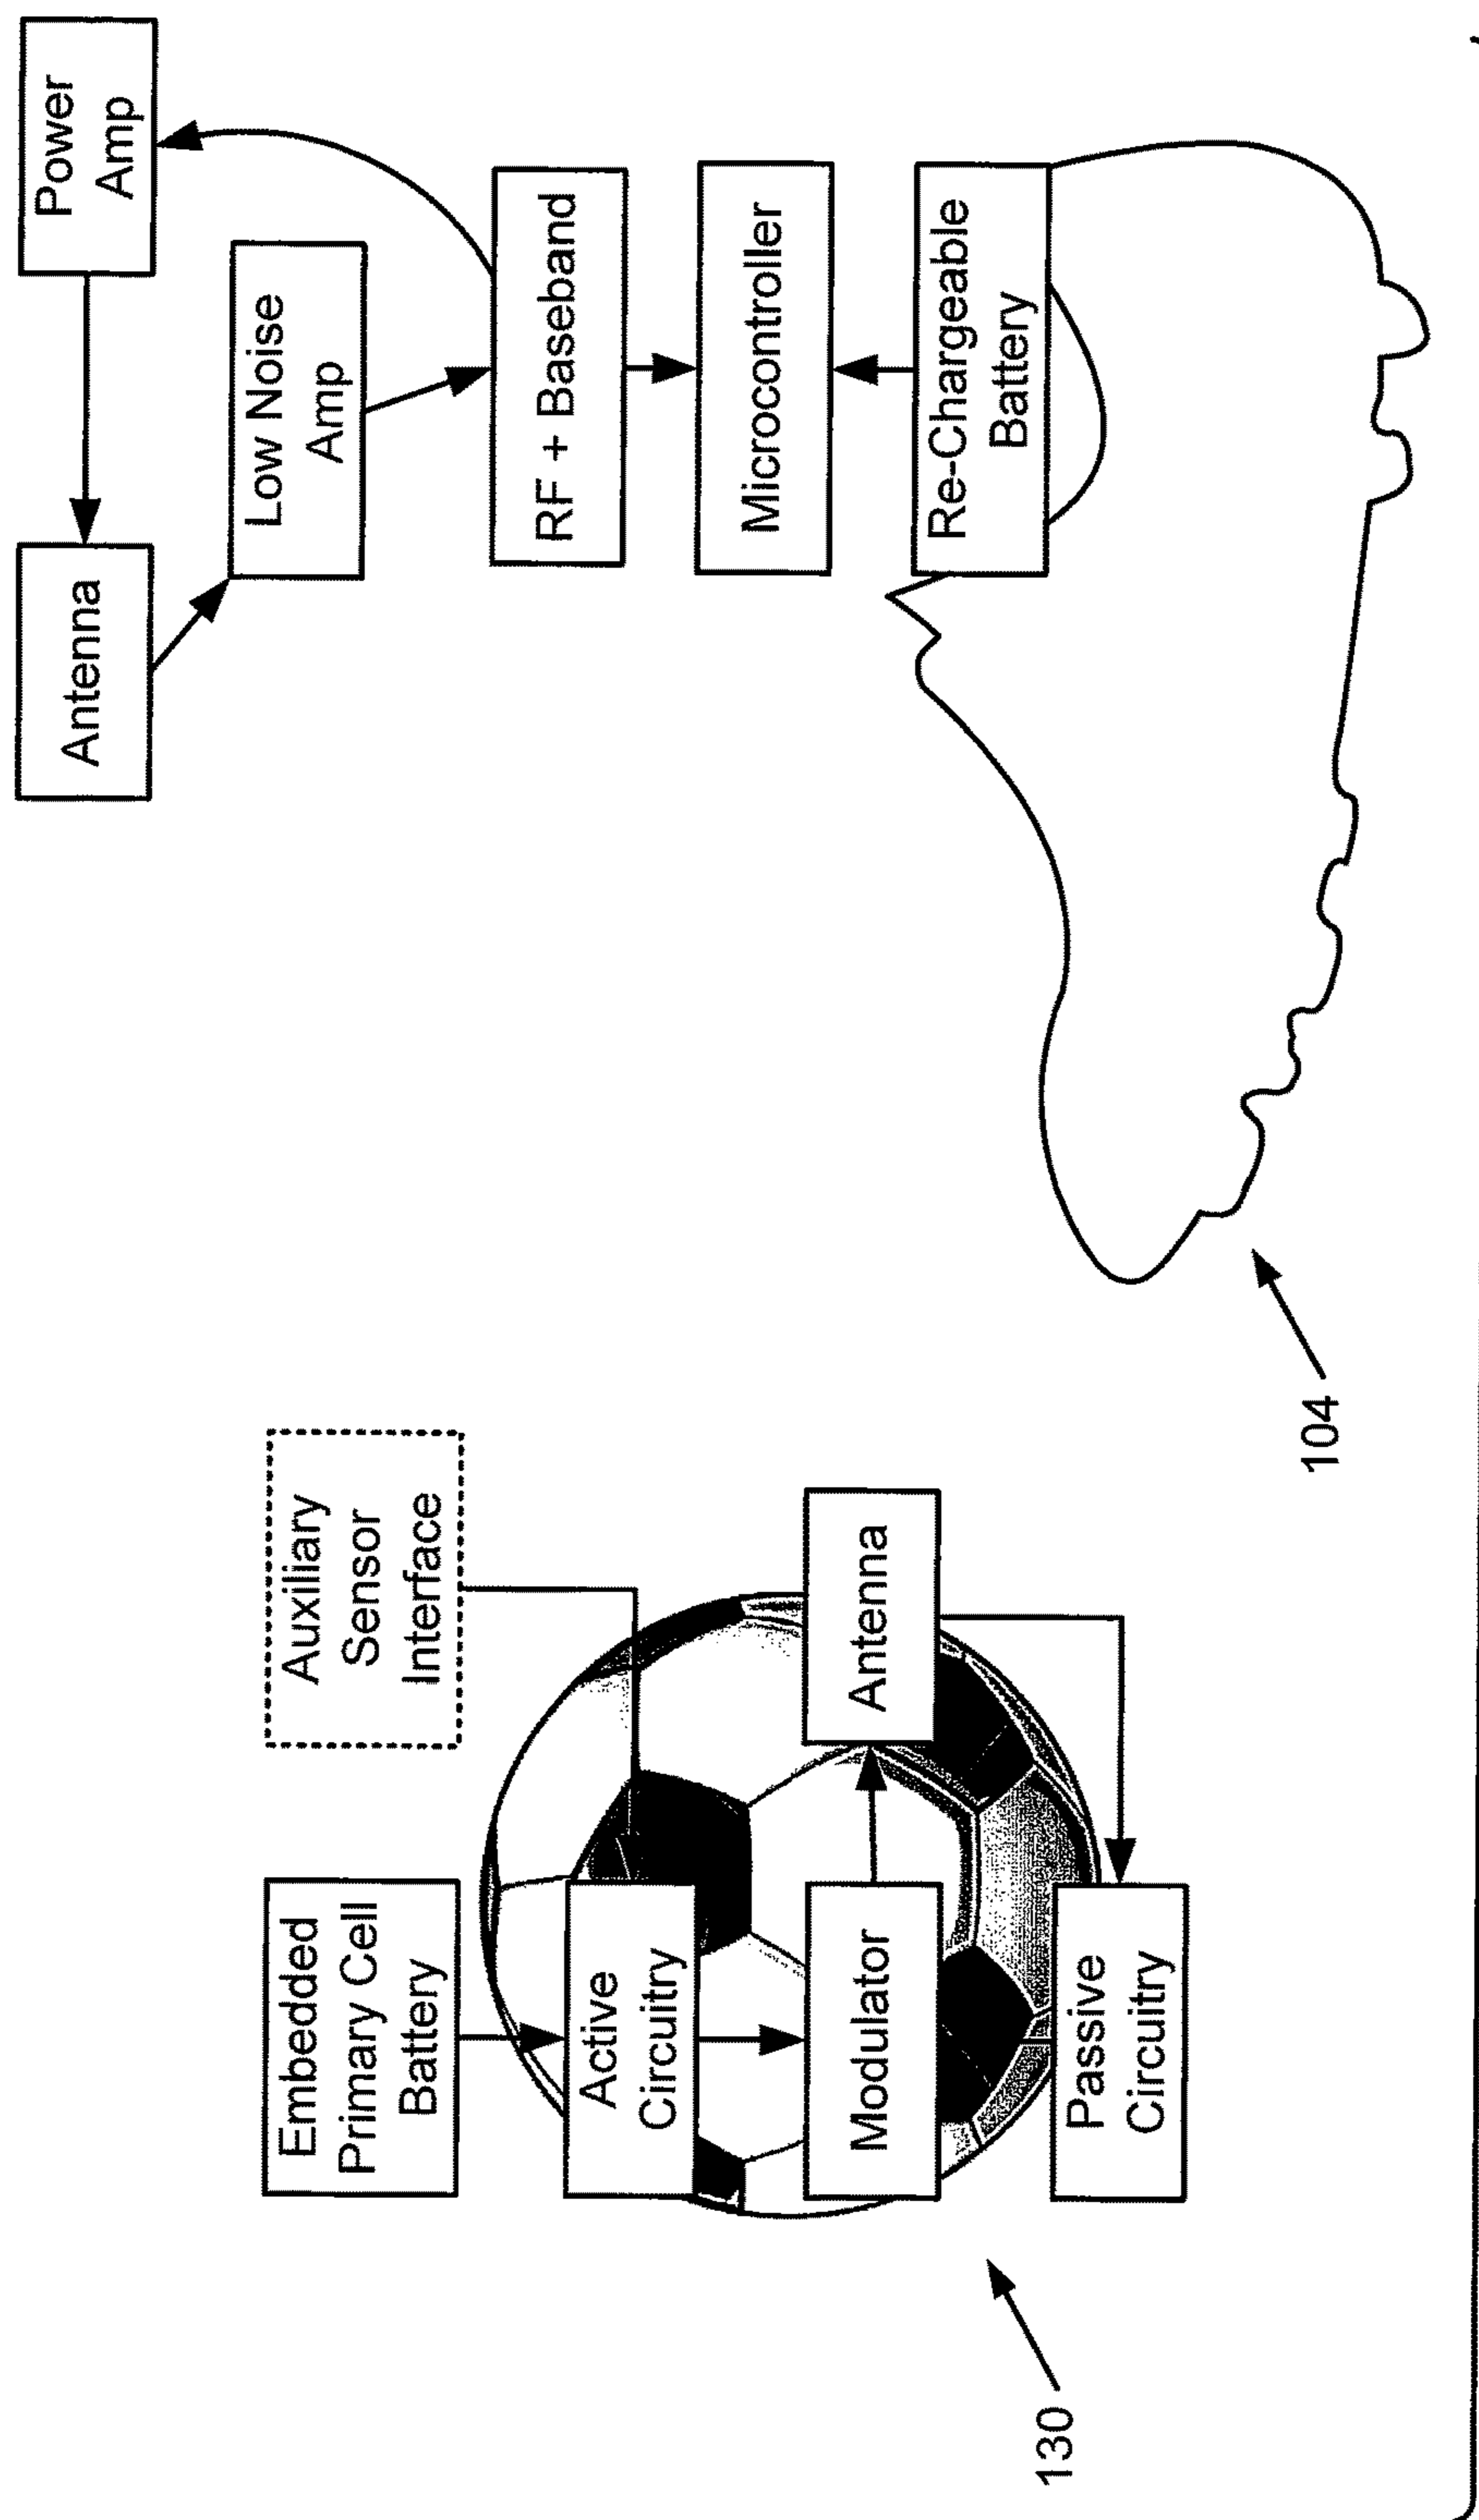 Embedded
Primary Cell
Battery
Auxiliary
Sensor
Interface
Active
Circuitry
Modulator
Antenna
Passive
Circuitry
130
Antenna
Power
Amp
Low Noise
Amp
RF + Baseband
Microcontroller
Re-Chargeable
Battery
104